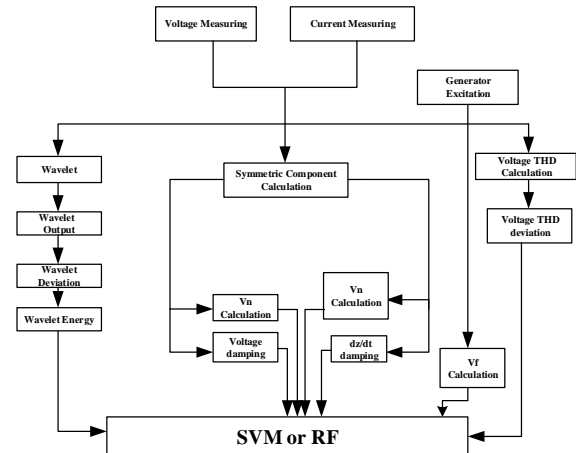 Voltage Measuring
Current Measuring
Generator
Excitation
Wavelet
Symmetric Component
Calculation
Voltage THD
Calculation
Wavelet
Output
Voltage THD
deviation
Wavelet
Deviation
Vn
Calculation
Vn
Calculation
Wavelet Energy
Voltage
damping
dz/dt
damping
Vf
Calculation
SVM or RF